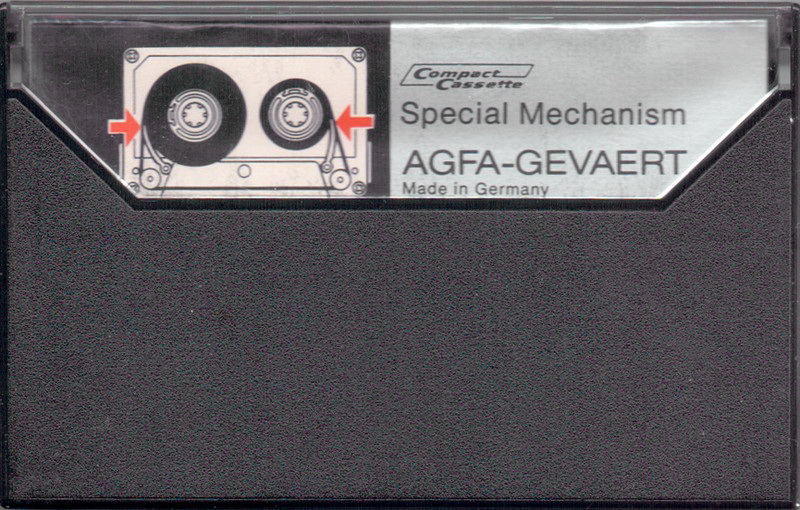 Compact
Cassette
Special Mechanism
AGFA-GEVAERT
Made in Germany